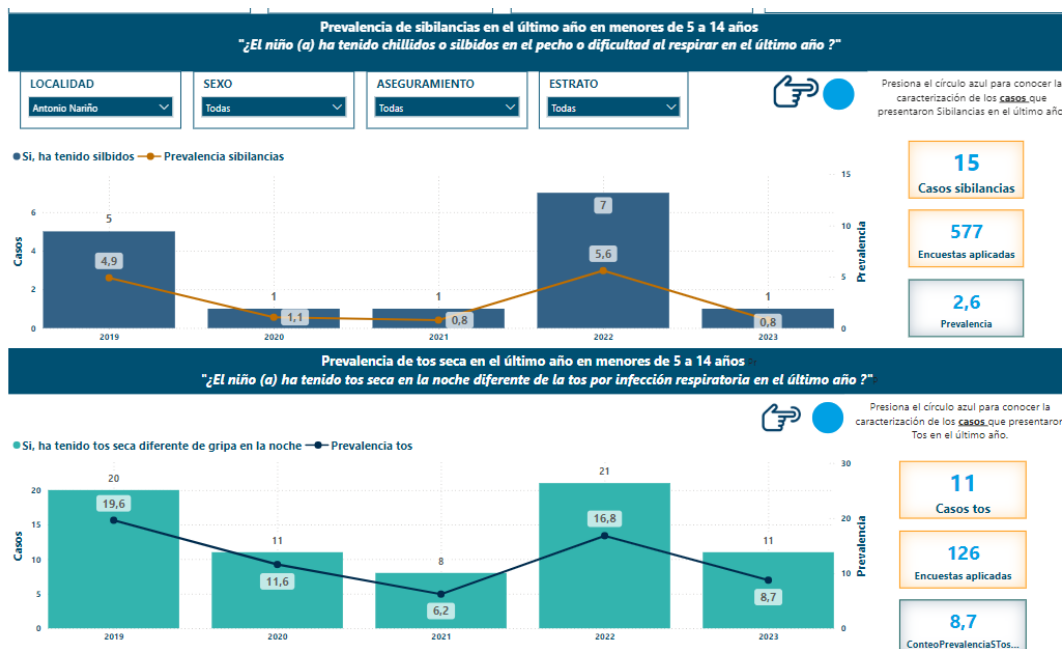 Prevalencia de sibilancias en el último año en menores de 5 a 14 años
"¿El niño (a) ha tenido chillidos o silbidos en el pecho o dificultad al respirar en el último año ?"
LOCALIDAD
Antonio Nariño
SEXO
Todas
ASEGURAMIENTO
Todas
ESTRATO
Todas
Presiona el círculo azul para conocer la
caracterización de los casos que
presentaron Sibilancias en el último año
Si, ha tenido silbidos
Prevalencia sibilancias
15
Casos sibilancias
577
Encuestas aplicadas
2,6
Prevalencia
Casos
6
4
2
0
5
1
1
7
1
4,9
1,1
0,8
5,6
0,8
15
10
5
0
Prevalencia
2019
2020
2021
2022
2023
Prevalencia de tos seca en el último año en menores de 5 a 14 años
"¿El niño (a) ha tenido tos seca en la noche diferente de la tos por infección respiratoria en el último año ?"
Presiona el círculo azul para conocer la
caracterización de los casos que presentaron
Tos en el último año.
Si, ha tenido tos seca diferente de gripa en la noche
Prevalencia tos
11
Casos tos
126
Encuestas aplicadas
8,7
ConteoPrevalenciaSTos...
Casos
20
15
10
5
0
20
11
8
21
11
19,6
11,6
6,2
16,8
8,7
30
20
10
0
Prevalencia
2019
2020
2021
2022
2023